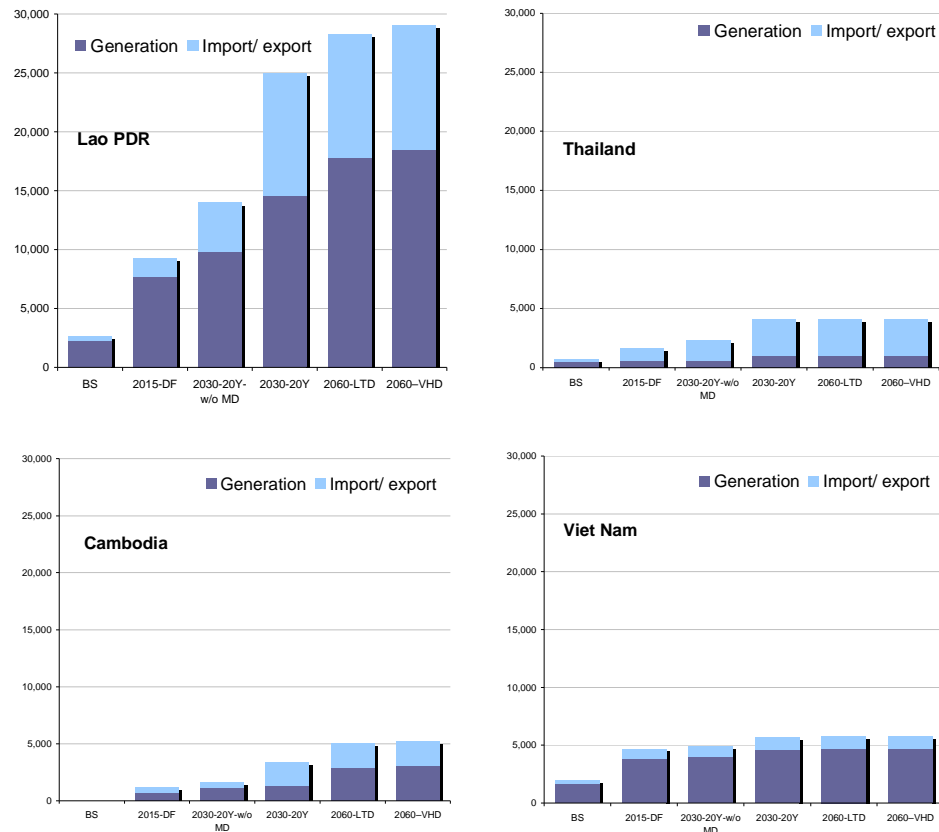 30,000
25,000
20,000
15,000
10,000
5,000
0
Generation Import/ export
Lao PDR
BS 2015-DF 2030-20Y- 2030-20Y 2060-LTD 2060–VHD
w/o MD
30,000
25,000
20,000
15,000
10,000
5,000
0
Generation Import/ export
Thailand
BS 2015-DF 2030-20Y-w/o 2030-20Y 2060-LTD 2060–VHD
MD
30,000
25,000
20,000
15,000
10,000
5,000
0
Generation Import/ export
Cambodia
BS 2015-DF 2030-20Y-w/o 2030-20Y 2060-LTD 2060–VHD
MD
30,000
25,000
20,000
15,000
10,000
5,000
0
Generation Import/ export
Viet Nam
BS 2015-DF 2030-20Y-w/o 2030-20Y 2060-LTD 2060–VHD
MD